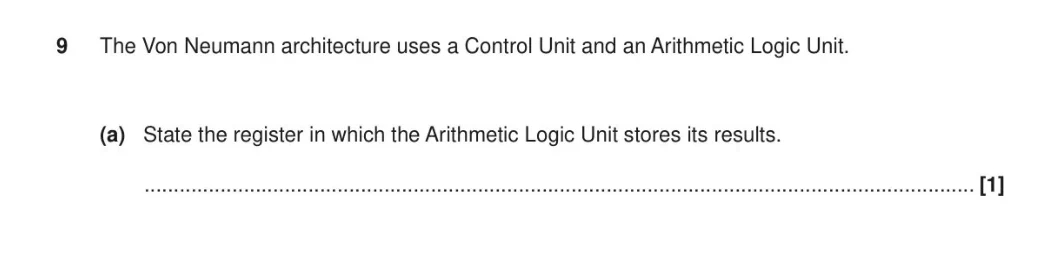 9 The Von Neumann architecture uses a Control Unit and an Arithmetic Logic Unit.
(a) State the register in which the Arithmetic Logic Unit stores its results.
.......................................................................................................................................... [1]